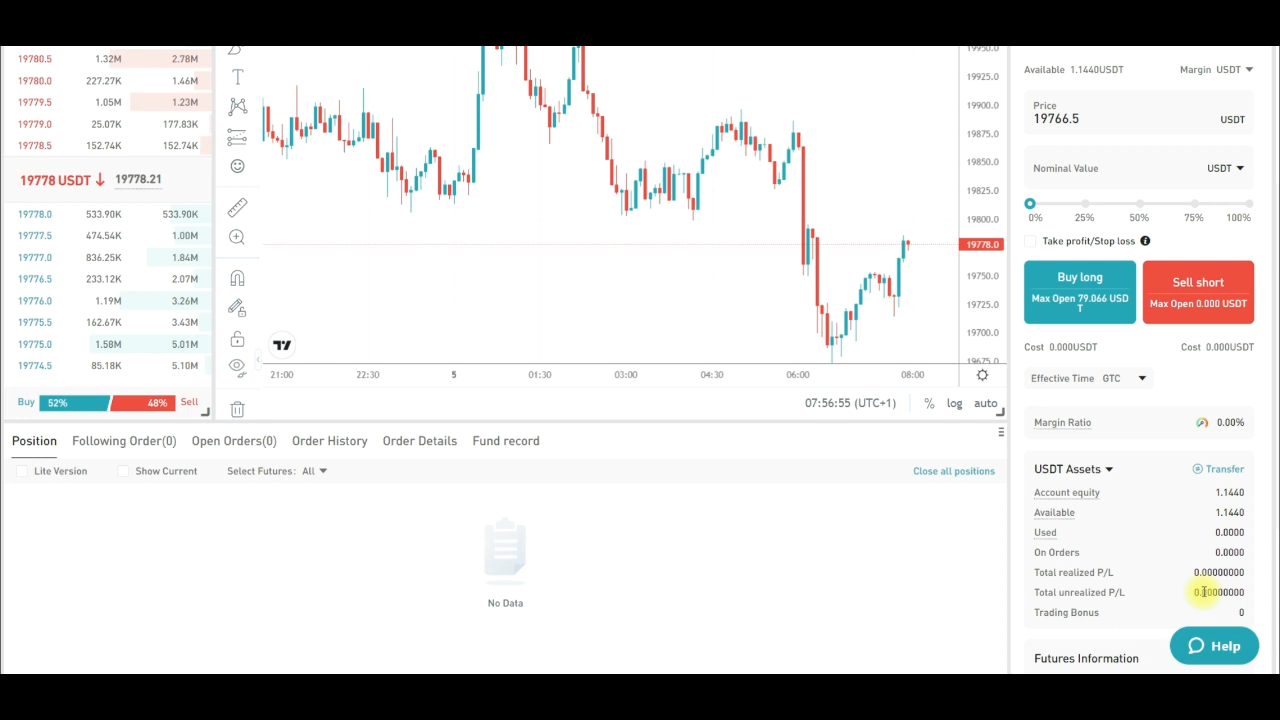 19780.5 1.32M 2.78M
19780.0 227.27K 1.46M
19779.5 1.05M 1.23M
19779.0 25.07K 177.83K
19778.5 152.74K 152.74K
19778 USDT↓ 19778.21
19778.0 533.90K 533.90K
19777.5 474.54K 1.00M
19777.0 836.25K 1.84M
19776.5 233.12K 2.07M
19776.0 1.19M 3.26M
19775.5 162.67K 3.43M
19775.0 1.58M 5.01M
19774.5 85.18K 5.10M
Buy 52% 48% Sell
19950.0
19925.0
19900.0
19875.0
19850.0
19825.0
19800.0
19778.0
19750.0
19725.0
19700.0
19675.0
21:00 22:30 5 01:30 03:00 04:30 06:00 08:00
07:56:55 (UTC+1) % log auto
Available 1.1440USDT Margin USDT
Price
19766.5 USDT
Nominal Value USDT
0% 25% 50% 75% 100%
Take profit/Stop loss
Buy long
Max Open 79.066 USD
T
Sell short
Max Open 0.000 USDT
Cost 0.000USDT Cost 0.000USDT
Effective Time GTC
Margin Ratio 0.00%
USDT Assets Transfer
Account equity 1.1440
Available 1.1440
Used 0.0000
On Orders 0.0000
Total realized P/L 0.00000000
Total unrealized P/L 0.00000000
Trading Bonus 0
Help
Futures Information
Position Following Order(0) Open Orders(0) Order History Order Details Fund record
Lite Version Show Current Select Futures: All Close all positions
No Data